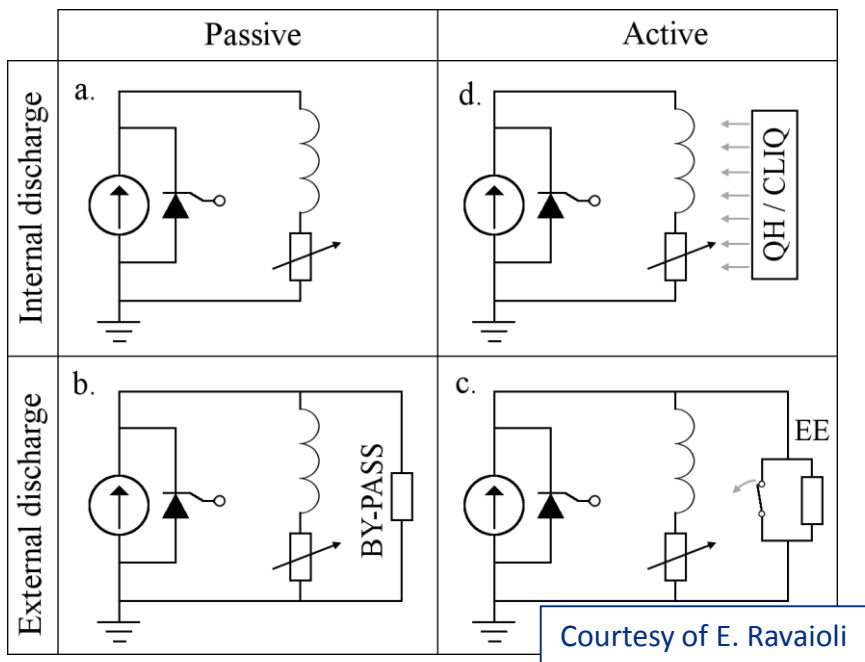 Passive
Active
Internal discharge
a.
d.
QH / CLIQ
External discharge
b.
BY-PASS
c.
EE
Courtesy of E. Ravaioli